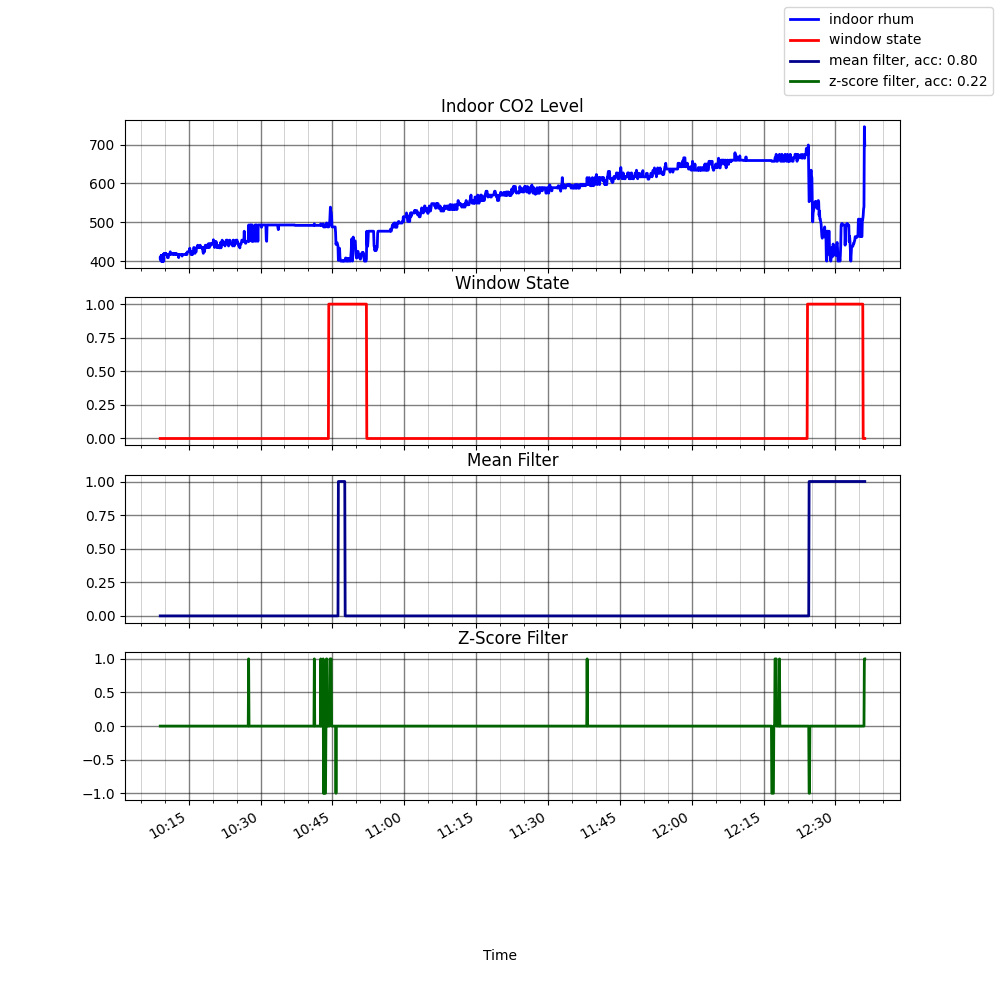 indoor rhum
window state
mean filter, acc: 0.80
z-score filter, acc: 0.22
Indoor CO2 Level
700
600
500
400
Window State
1.00
0.75
0.50
0.25
0.00
Mean Filter
1.00
0.75
0.50
0.25
0.00
Z-Score Filter
1.0
0.5
0.0
−0.5
−1.0
10:15 10:30 10:45 11:00 11:15 11:30 11:45 12:00 12:15 12:30
Time